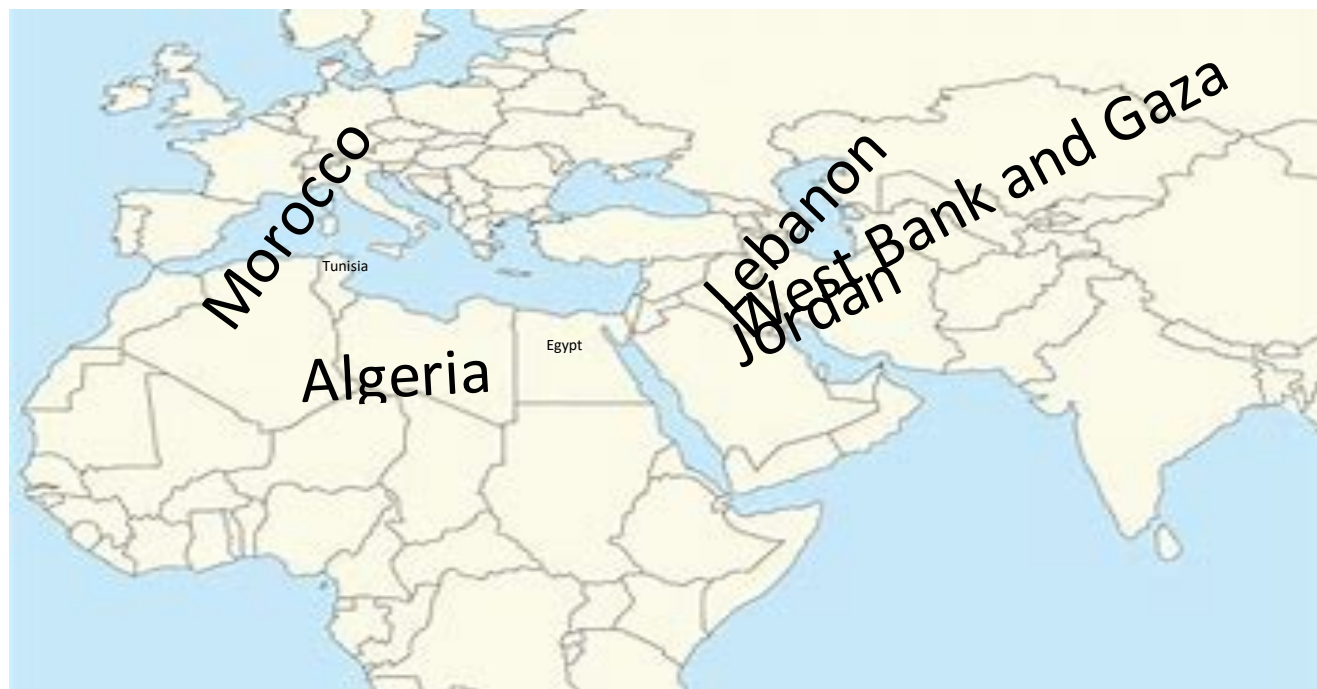 Morocco
Tunisia
Algeria
Egypt
Lebanon
West Bank and Gaza
Jordan